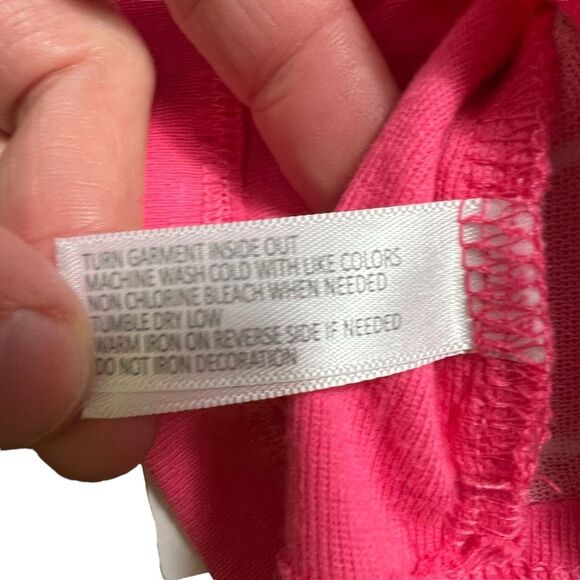 TURN GARMENT INSIDE OUT
MACHINE WASH COLD WITH LIKE COLORS
NON CHLORINE BLEACH WHEN NEEDED
TUMBLE DRY LOW
WARM IRON ON REVERSE SIDE IF NEEDED
DO NOT IRON DECORATION